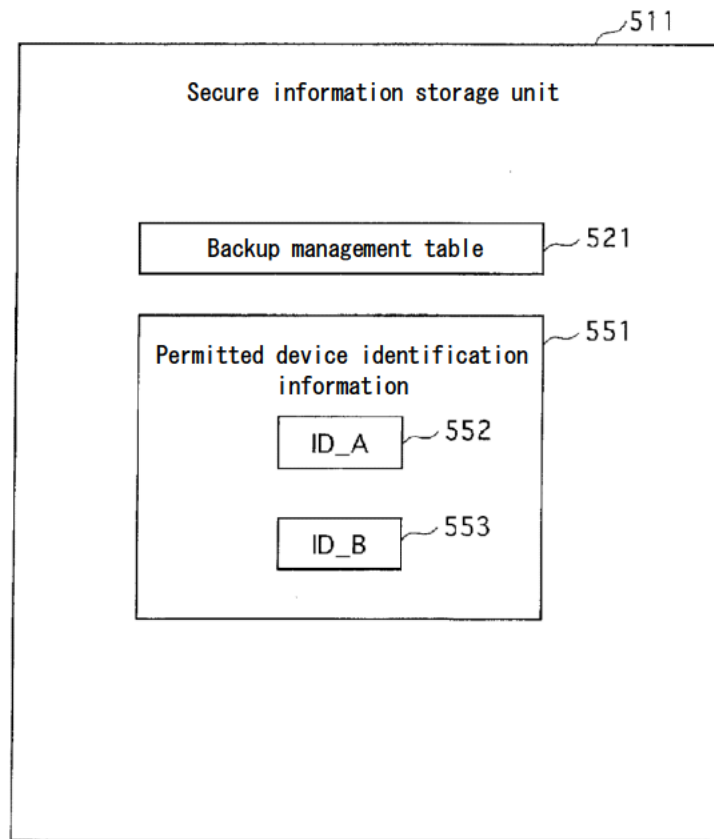 511
Secure information storage unit
Backup management table
521
551
Permitted device identification
information
ID_A
552
ID_B
553